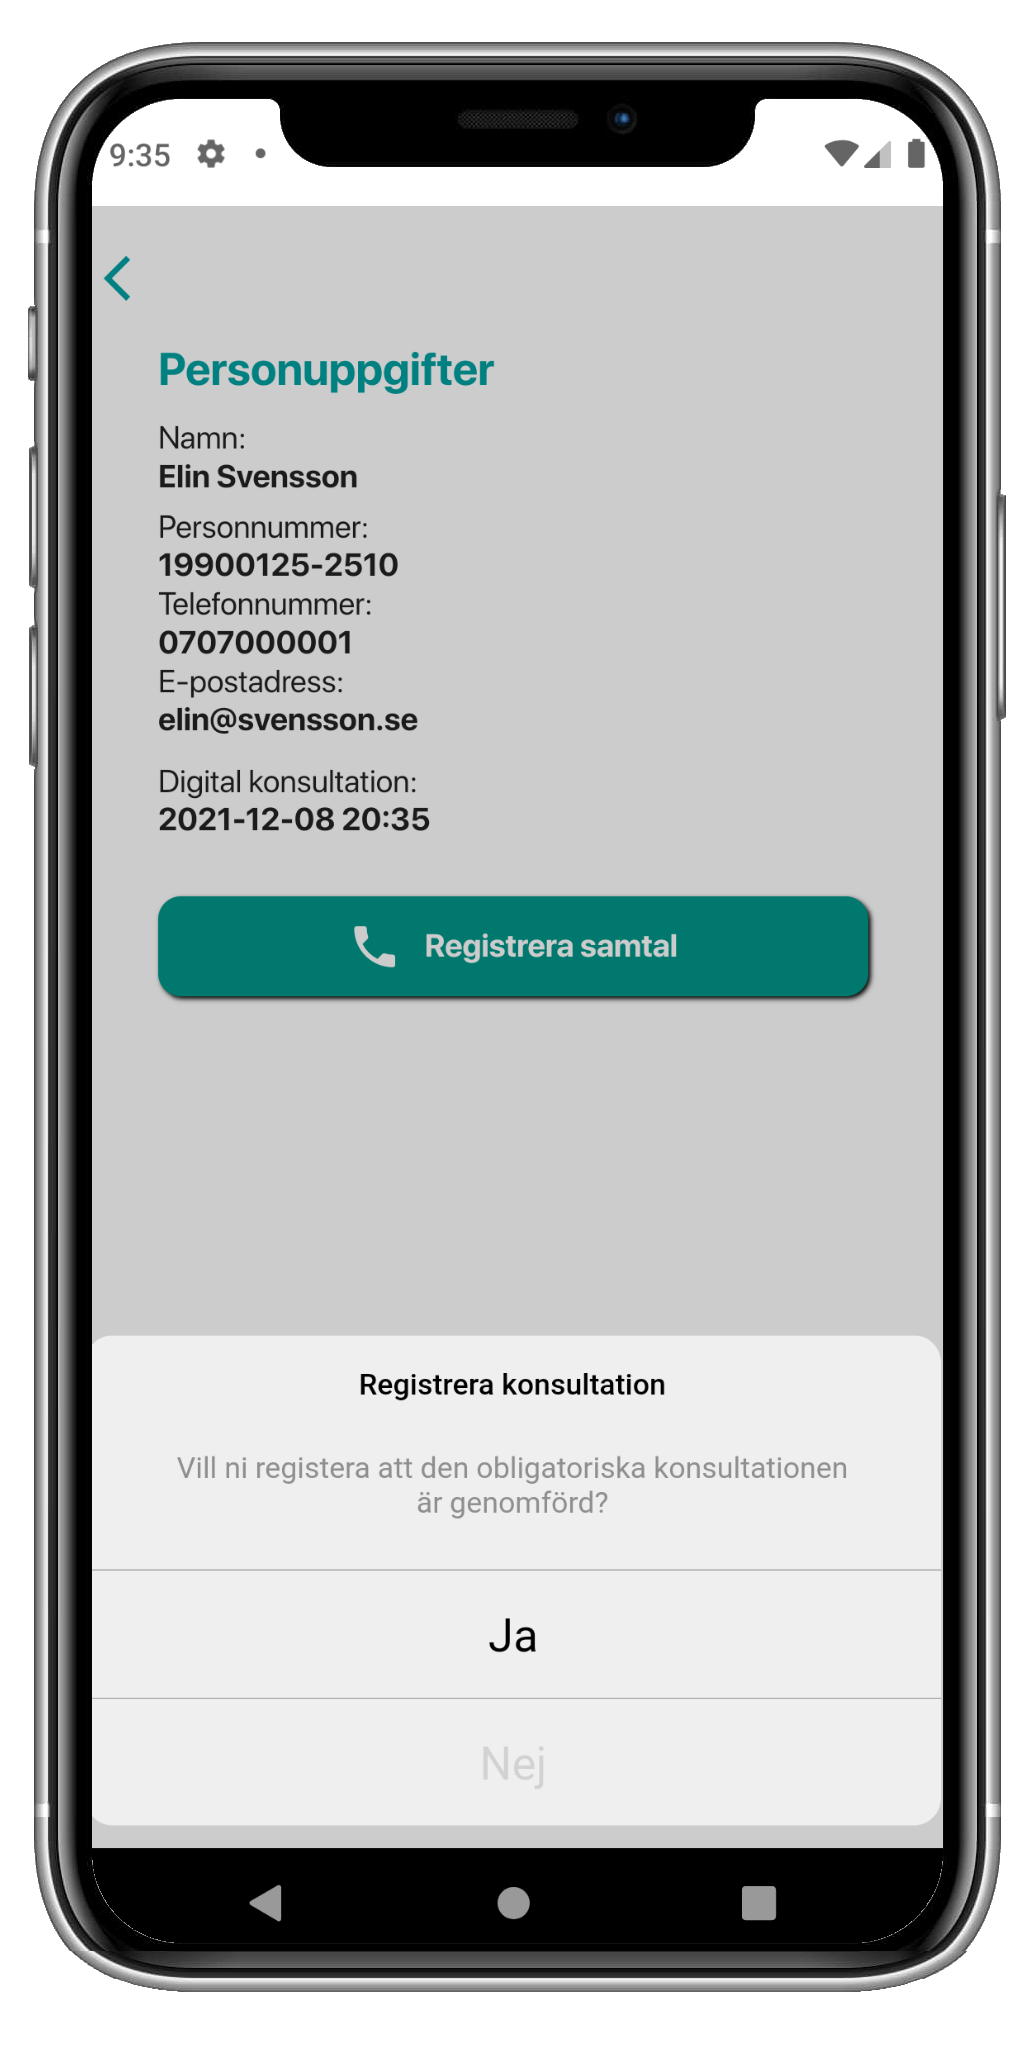 9:35
Personuppgifter
Namn:
Elin Svensson
Personnummer:
19900125-2510
Telefonnummer:
0707000001
E-postadress:
elin@svensson.se
Digital konsultation:
2021-12-08 20:35
Registrera samtal
Registrera konsultation
Vill ni registera att den obligatoriska konsultationen
är genomförd?
Ja
Nej